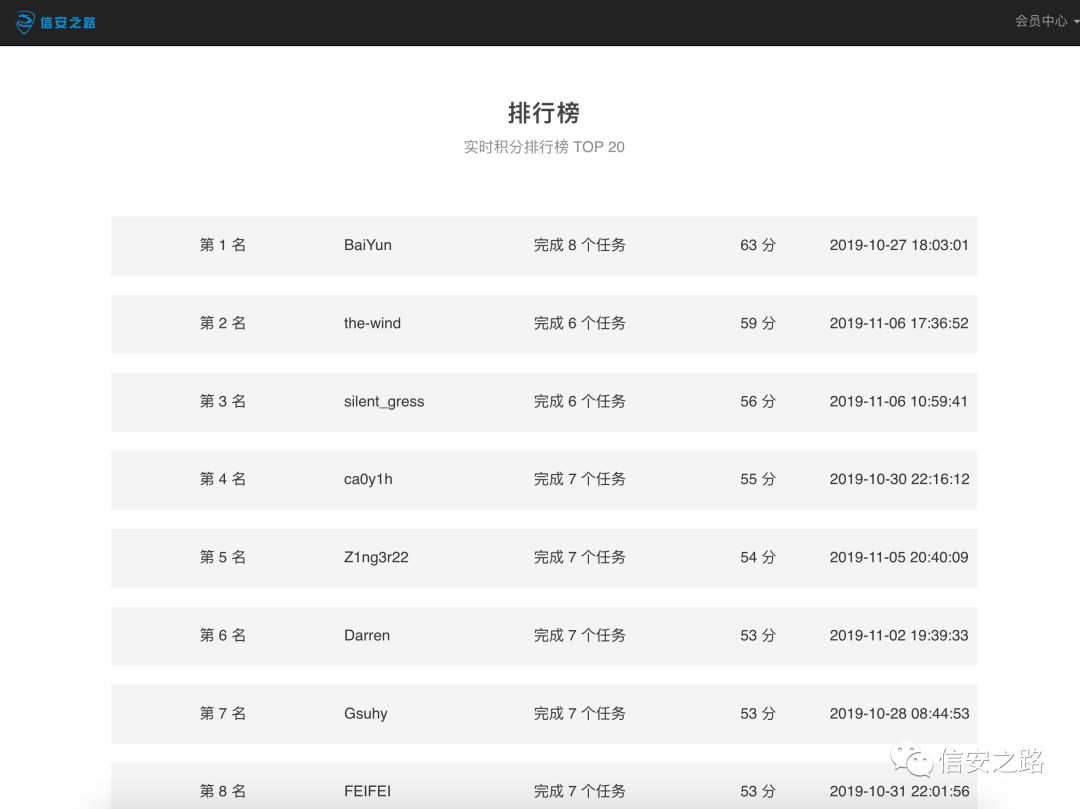 信安之路 会员中心
排行榜
实时积分排行榜 TOP 20
第 1 名 BaiYun 完成 8 个任务 63 分 2019-10-27 18:03:01
第 2 名 the-wind 完成 6 个任务 59 分 2019-11-06 17:36:52
第 3 名 silent_gress 完成 6 个任务 56 分 2019-11-06 10:59:41
第 4 名 ca0y1h 完成 7 个任务 55 分 2019-10-30 22:16:12
第 5 名 Z1ng3r22 完成 7 个任务 54 分 2019-11-05 20:40:09
第 6 名 Darren 完成 7 个任务 53 分 2019-11-02 19:39:33
第 7 名 Gsuhy 完成 7 个任务 53 分 2019-10-28 08:44:53
信安之路
第 8 名 FEIFEI 完成 7 个任务 53 分 2019-10-31 22:01:56